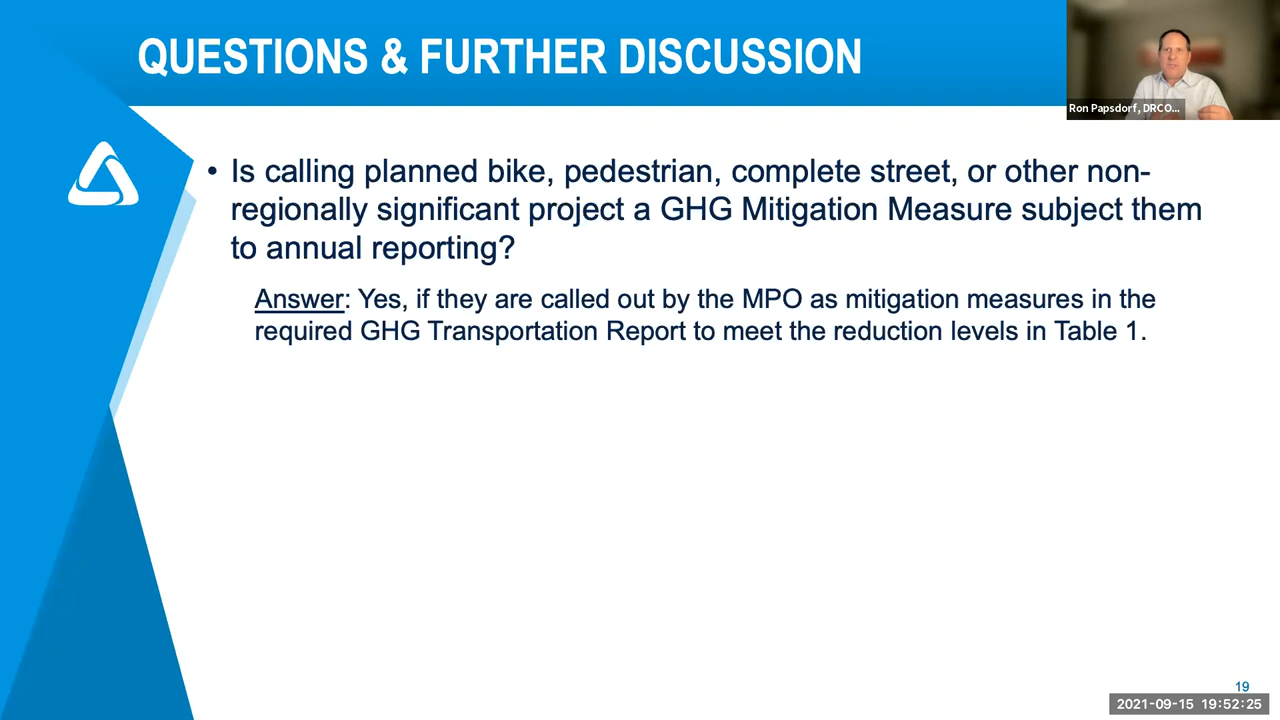 QUESTIONS & FURTHER DISCUSSION
Ron Papsdorf, DRCO...
• Is calling planned bike, pedestrian, complete street, or other non-
regionally significant project a GHG Mitigation Measure subject them
to annual reporting?
Answer: Yes, if they are called out by the MPO as mitigation measures in the
required GHG Transportation Report to meet the reduction levels in Table 1.
19
2021-09-15 19:52:25